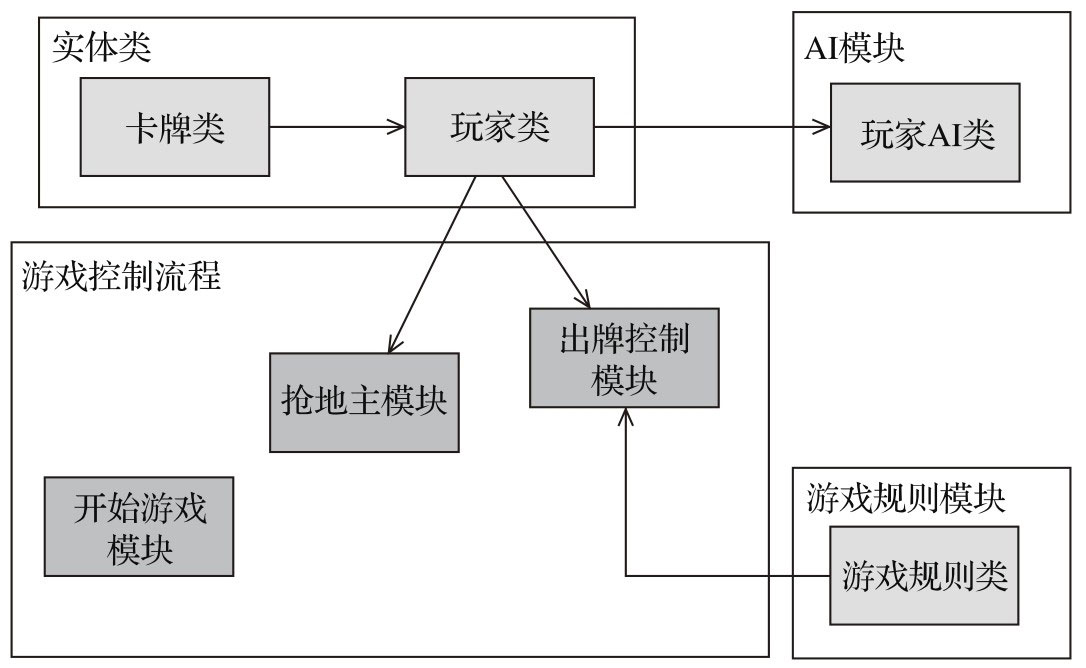 实体类
卡牌类
玩家类
AI模块
玩家AI类
游戏控制流程
出牌控制
模块
抢地主模块
开始游戏
模块
游戏规则模块
游戏规则类